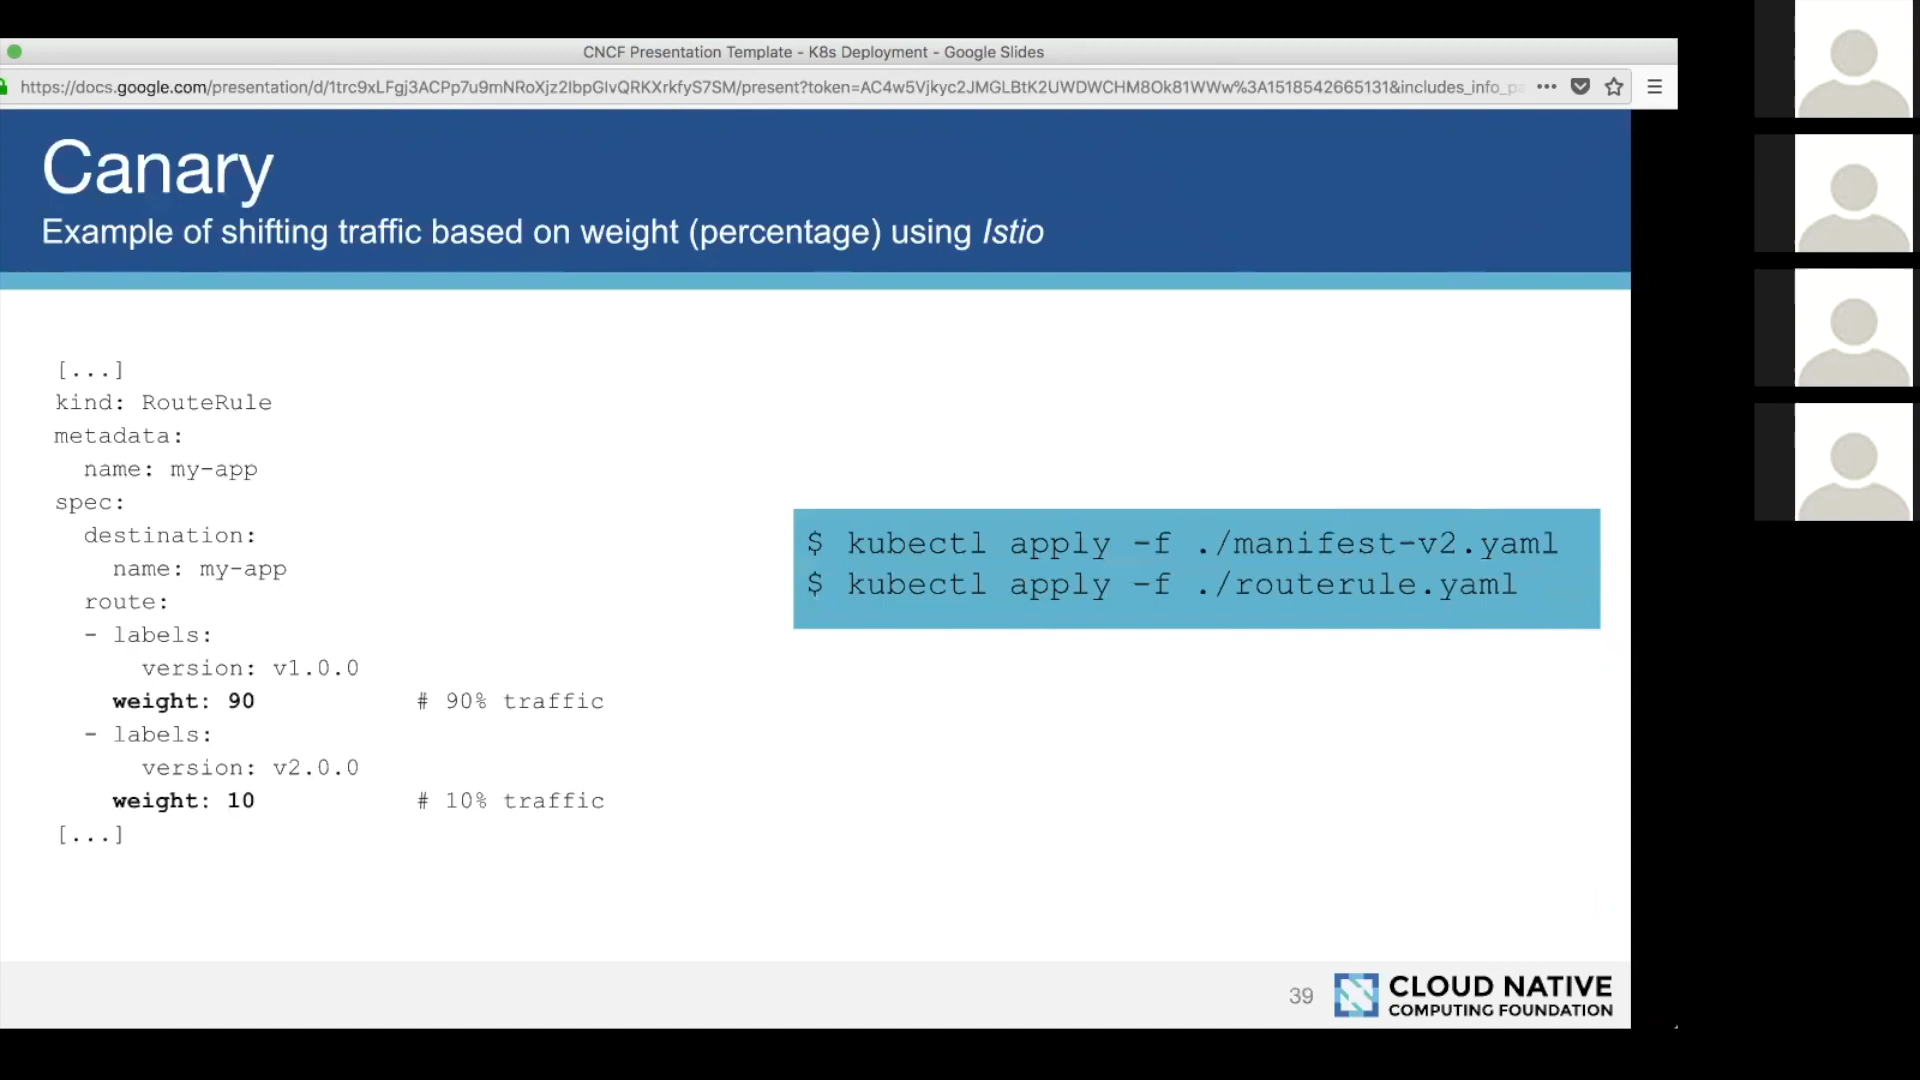 CNCF Presentation Template - K8s Deployment - Google Slides
https://docs.google.com/presentation/d/1trc9xLFgj3ACPp7u9mNRoXjz2IbpGIvQRKXrkfyS7SM/present?token=AC4w5Vjkyc2JMGLBtK2UWDWCHM8Ok81WWw%3A1518542665131&includes_info_pa
Canary
Example of shifting traffic based on weight (percentage) using Istio
[...]
kind: RouteRule
metadata:
  name: my-app
spec:
  destination:
    name: my-app
  route:
  - labels:
      version: v1.0.0
    weight: 90           # 90% traffic
  - labels:
      version: v2.0.0
    weight: 10           # 10% traffic
[...]
$ kubectl apply -f ./manifest-v2.yaml
$ kubectl apply -f ./routerule.yaml
39
CLOUD NATIVE
COMPUTING FOUNDATION